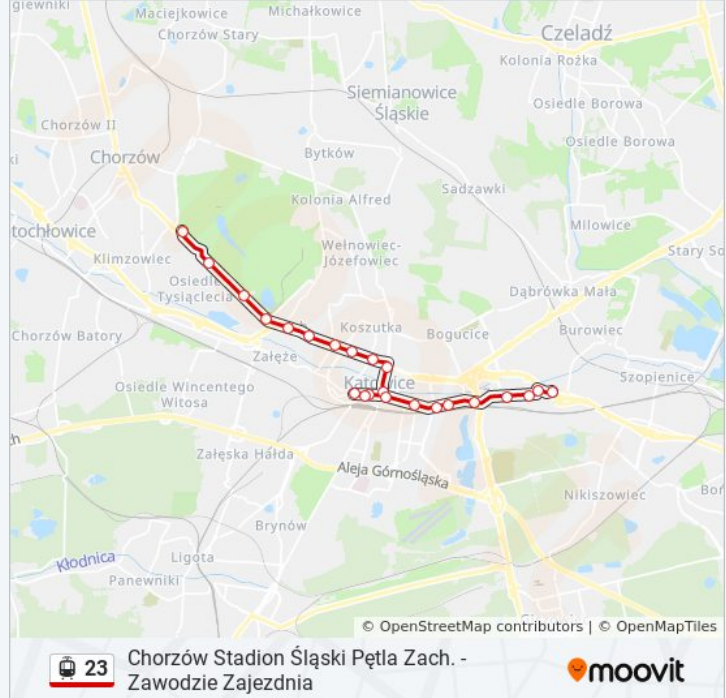 giewniki
Maciejkowice
Michałkowice
Chorzów Stary
Czeladź
Kolonia Rożka
Siemianowice
Śląskie
Osiedle Borowa
Chorzów II
Osiedle Borowa
Chorzów
Bytków
Sadzawki
Kolonia Alfred
tochłowice
Milowice
Wełnowiec-
Józefowiec
Klimzowiec
Stary So
Osiedle
Tysiąclecia
Dąbrówka Mała
Koszutka
Bogucice
Burowiec
Chorzów Batory
Załęże
Katowice
Szopienice
Osiedle Wincentego
Witosa
Załęska Hałda
Aleja Górnośląska
Nikiszowiec
Brynów
Ligota
Kłodnica
Panewniki
© OpenStreetMap contributors | © OpenMapTiles
23
Chorzów Stadion Śląski Pętla Zach. -
Zawodzie Zajezdnia
moovit